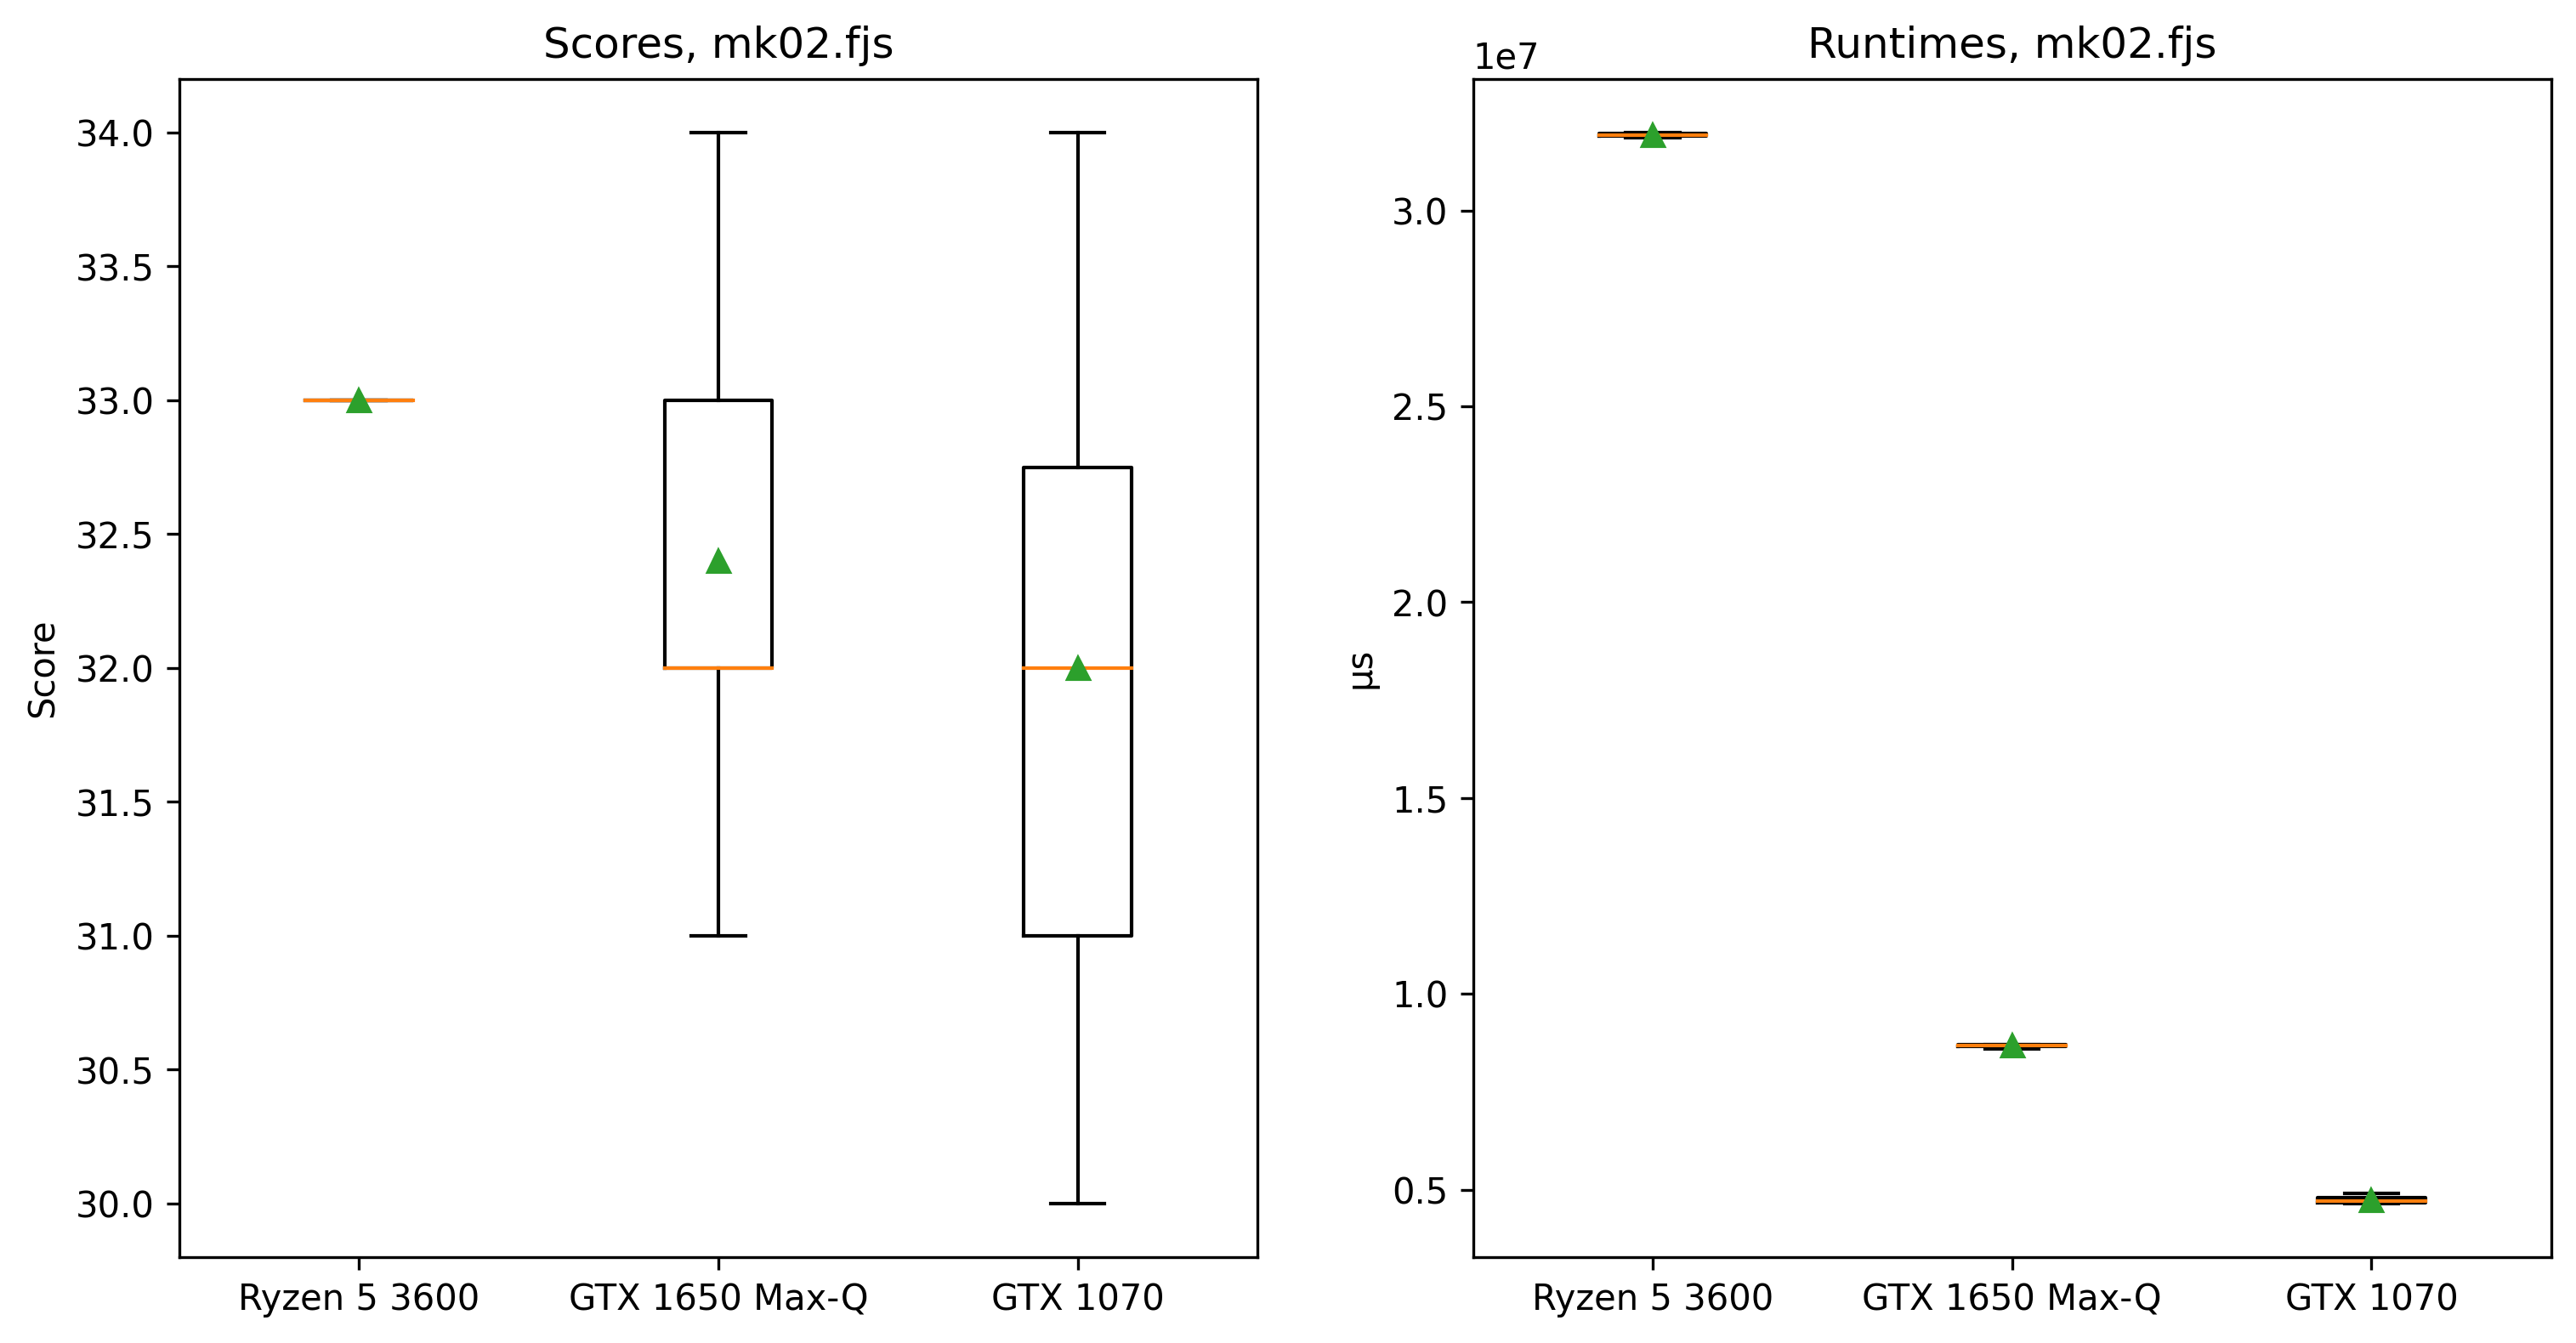 Scores, mk02.fjs
Score
34.0
33.5
33.0
32.5
32.0
31.5
31.0
30.5
30.0
Ryzen 5 3600 GTX 1650 Max-Q GTX 1070
Runtimes, mk02.fjs
1e7
µs
3.0
2.5
2.0
1.5
1.0
0.5
Ryzen 5 3600 GTX 1650 Max-Q GTX 1070